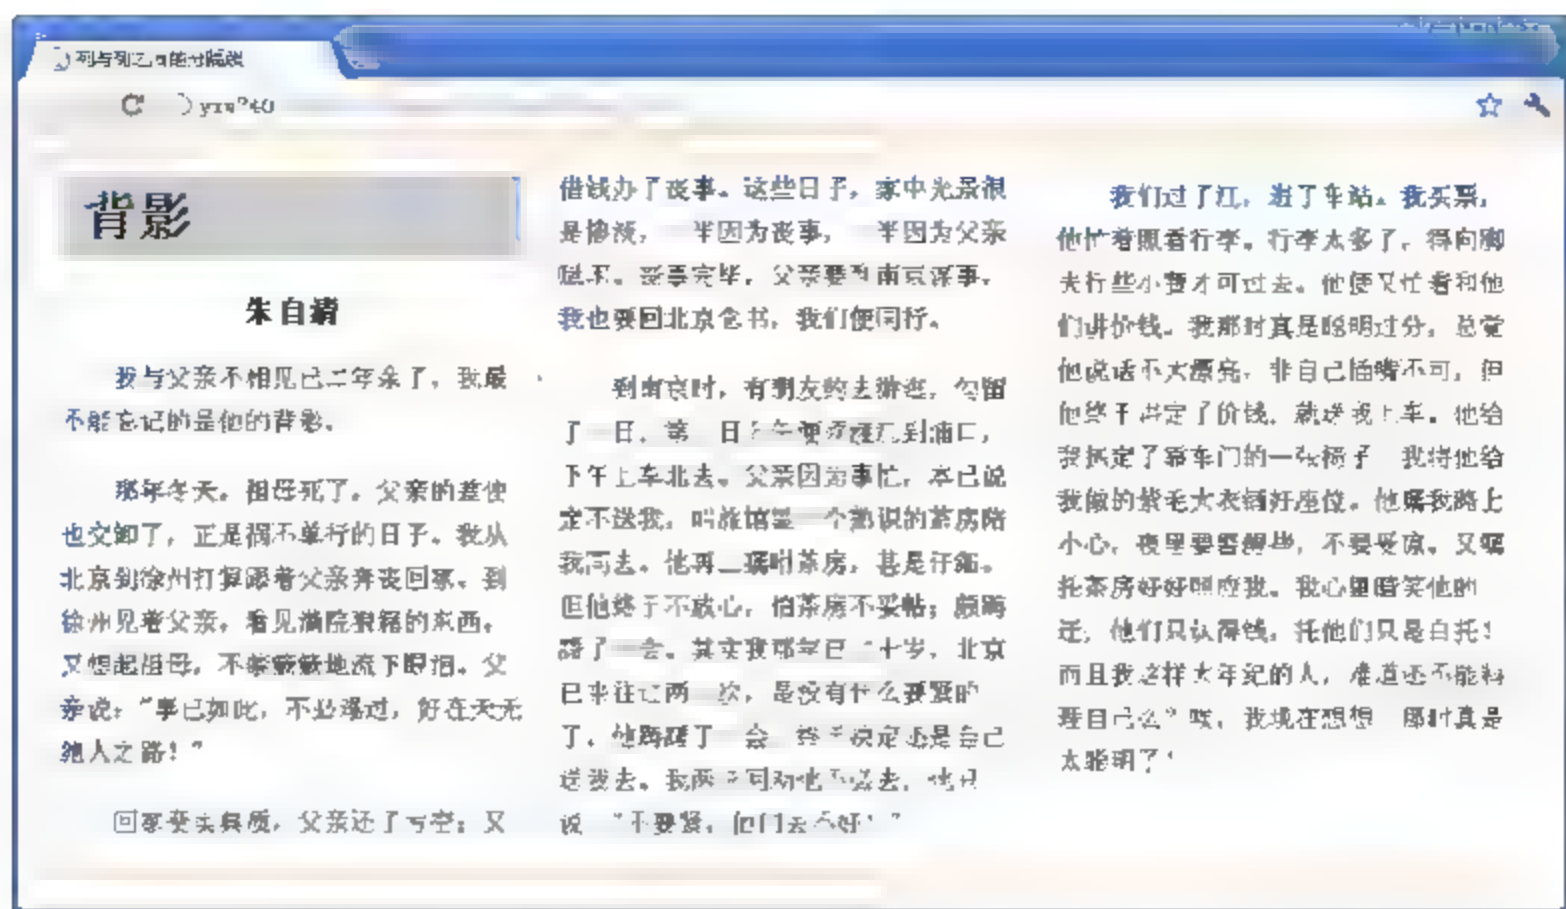 背影
朱自清
我与父亲不相见已二年余了，我最
不能忘记的是他的背影。
那年冬天，祖母死了，父亲的差使
也交卸了，正是祸不单行的日子。我从
北京到徐州打算跟着父亲奔丧回家。到
徐州见着父亲，看见满院狼籍的东西，
又想起祖母，不禁簌簌地流下眼泪。父
亲说：“事已如此，不必难过，好在天无
绝人之路！”
回家变卖典质，父亲还了亏空；又
借钱办了丧事。这些日子，家中光景很
是惨淡，一半因为丧事，一半因为父亲
赋闲。丧事完毕，父亲要到南京谋事，
我也要回北京念书，我们便同行。
到南京时，有朋友约去游逛，勾留
了一日，第二日上午便须渡江到浦口，
下午上车北去。父亲因为事忙，本已说
定不送我，叫旅馆里一个熟识的茶房陪
我同去。他再三嘱咐茶房，甚是仔细。
但他终于不放心，怕茶房不妥帖；颇踌
躇了一会。其实我那年已二十岁，北京
已来往过两三次，是没有什么要紧的
了。他踌躇了一会，终于决定还是自己
送我去。我两三回劝他不必去，他只
说：“不要紧，他们去不好！”
我们过了江，进了车站。我买票，
他忙着照看行李。行李太多了，得向脚
夫行些小费才可过去。他便又忙着和他
们讲价钱。我那时真是聪明过分，总觉
他说话不大漂亮，非自己插嘴不可，但
他终于讲定了价钱，就送我上车。他给
我拣定了靠车门的一张椅子，我将他给
我做的紫毛大衣铺好座位。他嘱我路上
小心，夜里要警醒些，不要受凉。又嘱
托茶房好好照应我。我心里暗笑他的
迂，他们只认得钱，托他们只是白托！
而且我这样大年纪的人，难道还不能料
理自己么？唉，我现在想想，那时真是
太聪明了！